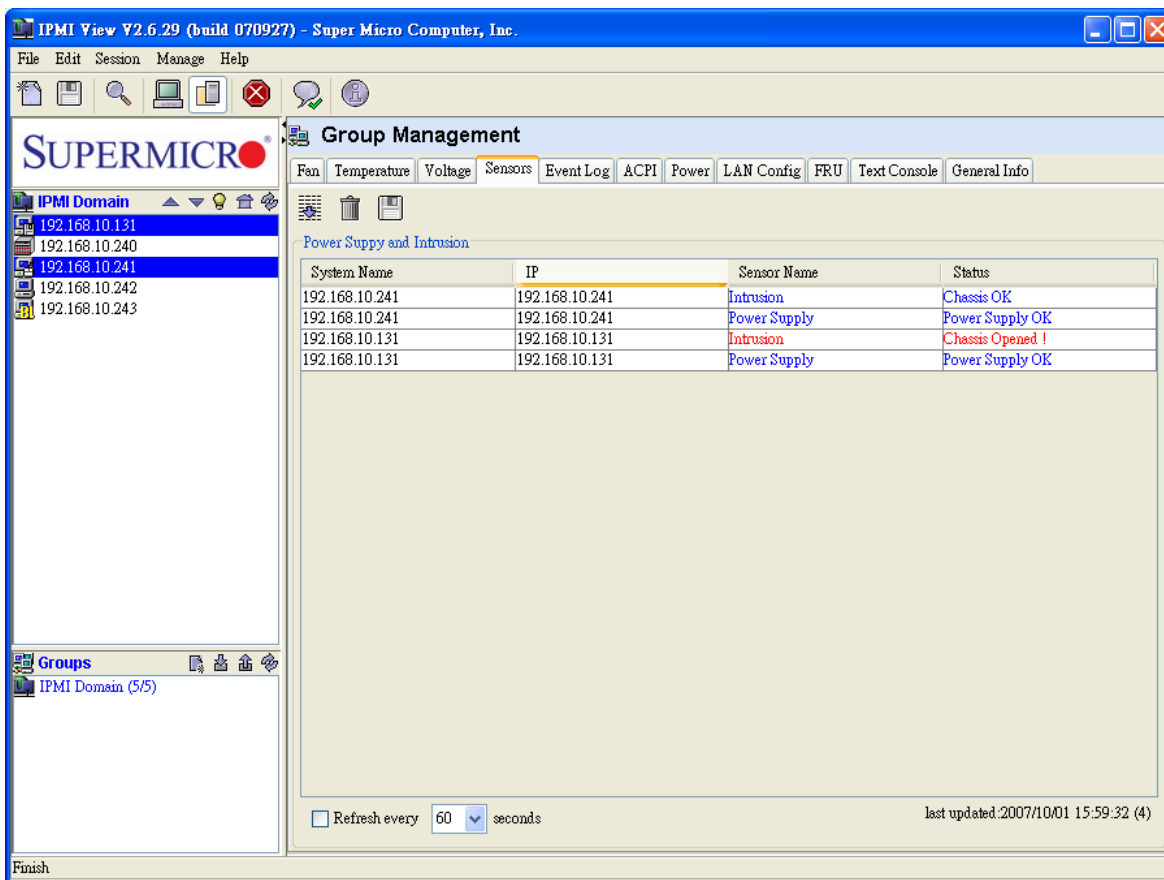 IPMI View V2.6.29 (build 070927) - Super Micro Computer, Inc.
File Edit Session Manage Help
SUPERMICRO®
IPMI Domain
192.168.10.131
192.168.10.240
192.168.10.241
192.168.10.242
192.168.10.243
Groups
IPMI Domain (5/5)
Group Management
Fan Temperature Voltage Sensors Event Log ACPI Power LAN Config FRU Text Console General Info
Power Suppy and Intrusion
System Name IP Sensor Name Status
192.168.10.241 192.168.10.241 Intrusion Chassis OK
192.168.10.241 192.168.10.241 Power Supply Power Supply OK
192.168.10.131 192.168.10.131 Intrusion Chassis Opened !
192.168.10.131 192.168.10.131 Power Supply Power Supply OK
Refresh every 60 seconds
last updated:2007/10/01 15:59:32 (4)
Finish